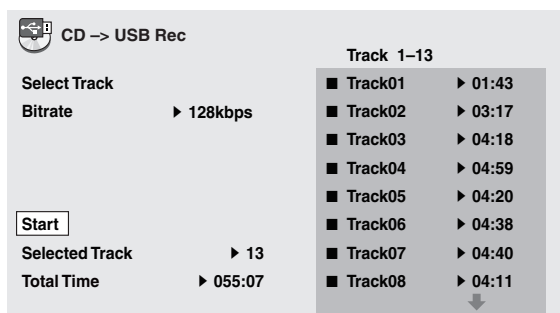 CD –> USB Rec
Track 1–13
Select Track
Bitrate ▶ 128kbps
Start
Selected Track ▶ 13
Total Time ▶ 055:07
■ Track01 ▶ 01:43
■ Track02 ▶ 03:17
■ Track03 ▶ 04:18
■ Track04 ▶ 04:59
■ Track05 ▶ 04:20
■ Track06 ▶ 04:38
■ Track07 ▶ 04:40
■ Track08 ▶ 04:11